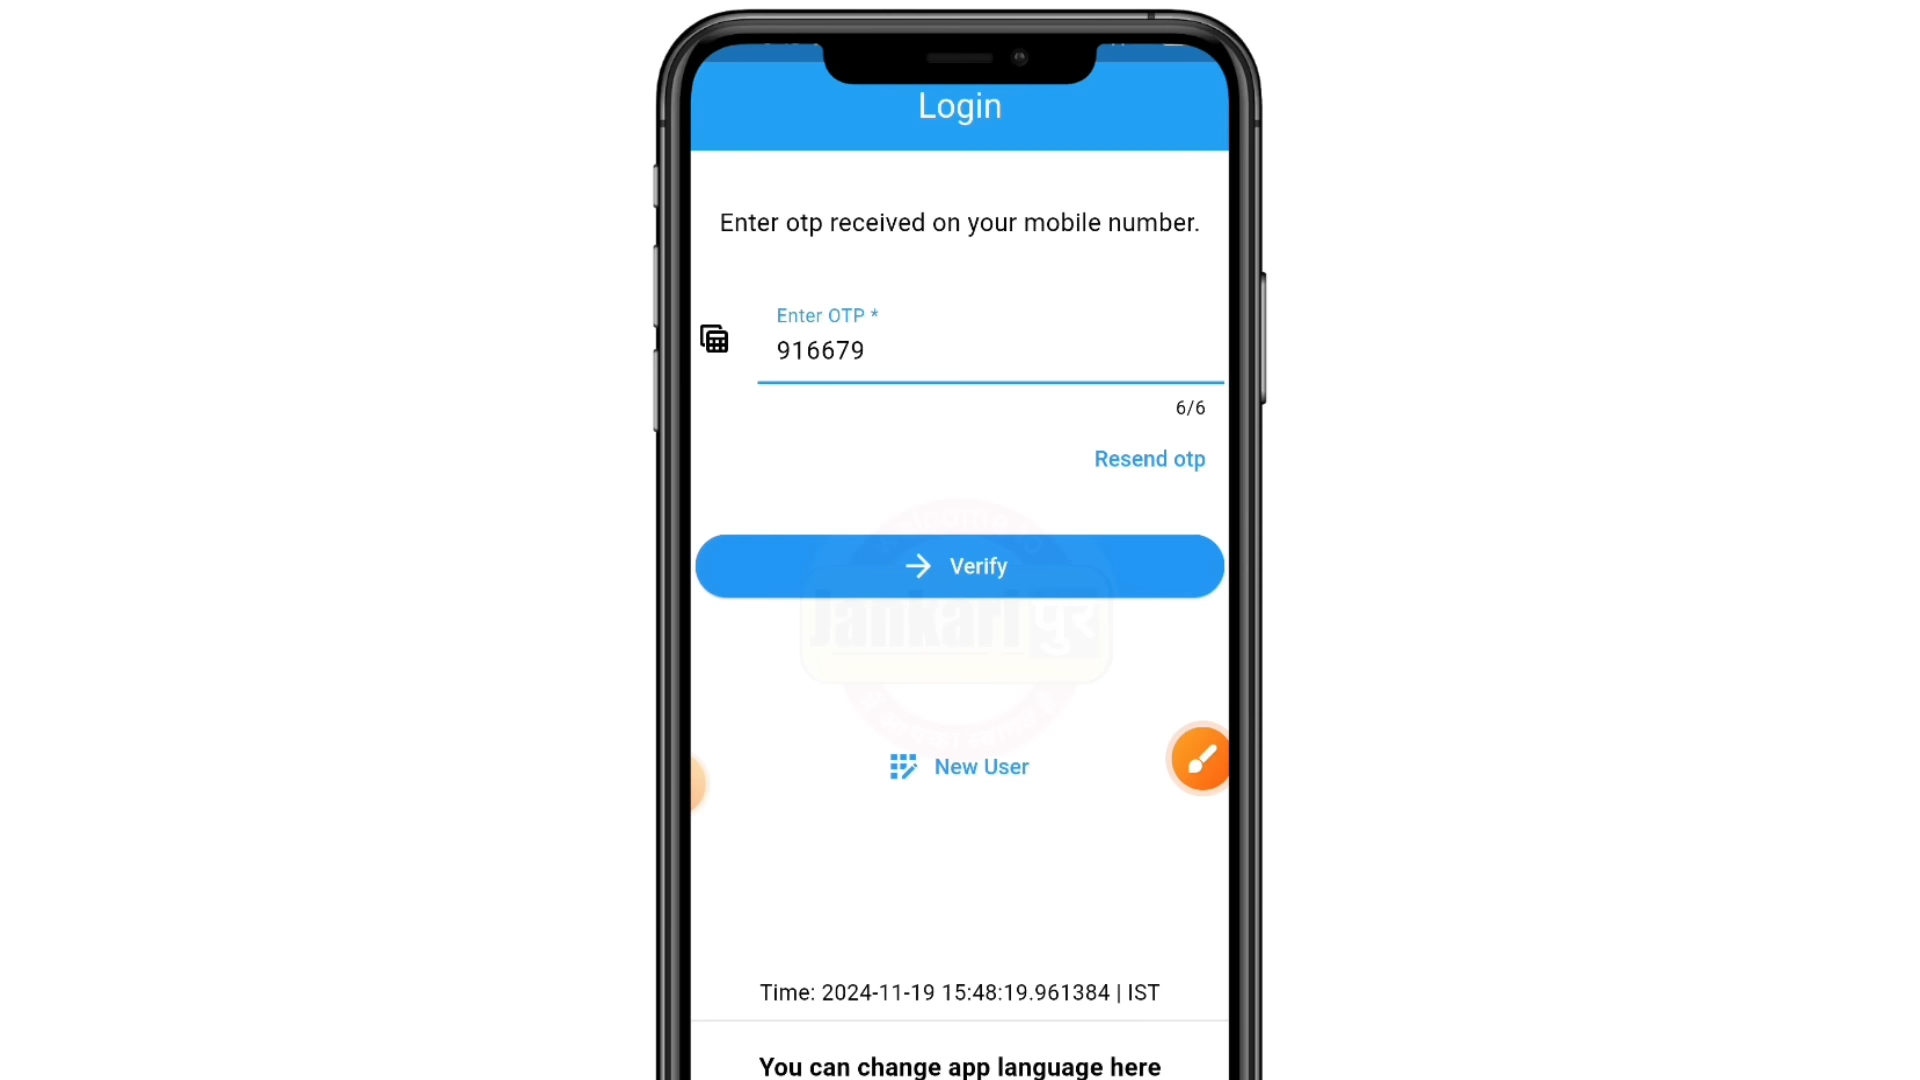 Login
Enter otp received on your mobile number.
Enter OTP *
916679
6/6
Resend otp
Verify
Jankari पुर
New User
Time: 2024-11-19 15:48:19.961384 | IST
You can change app language here